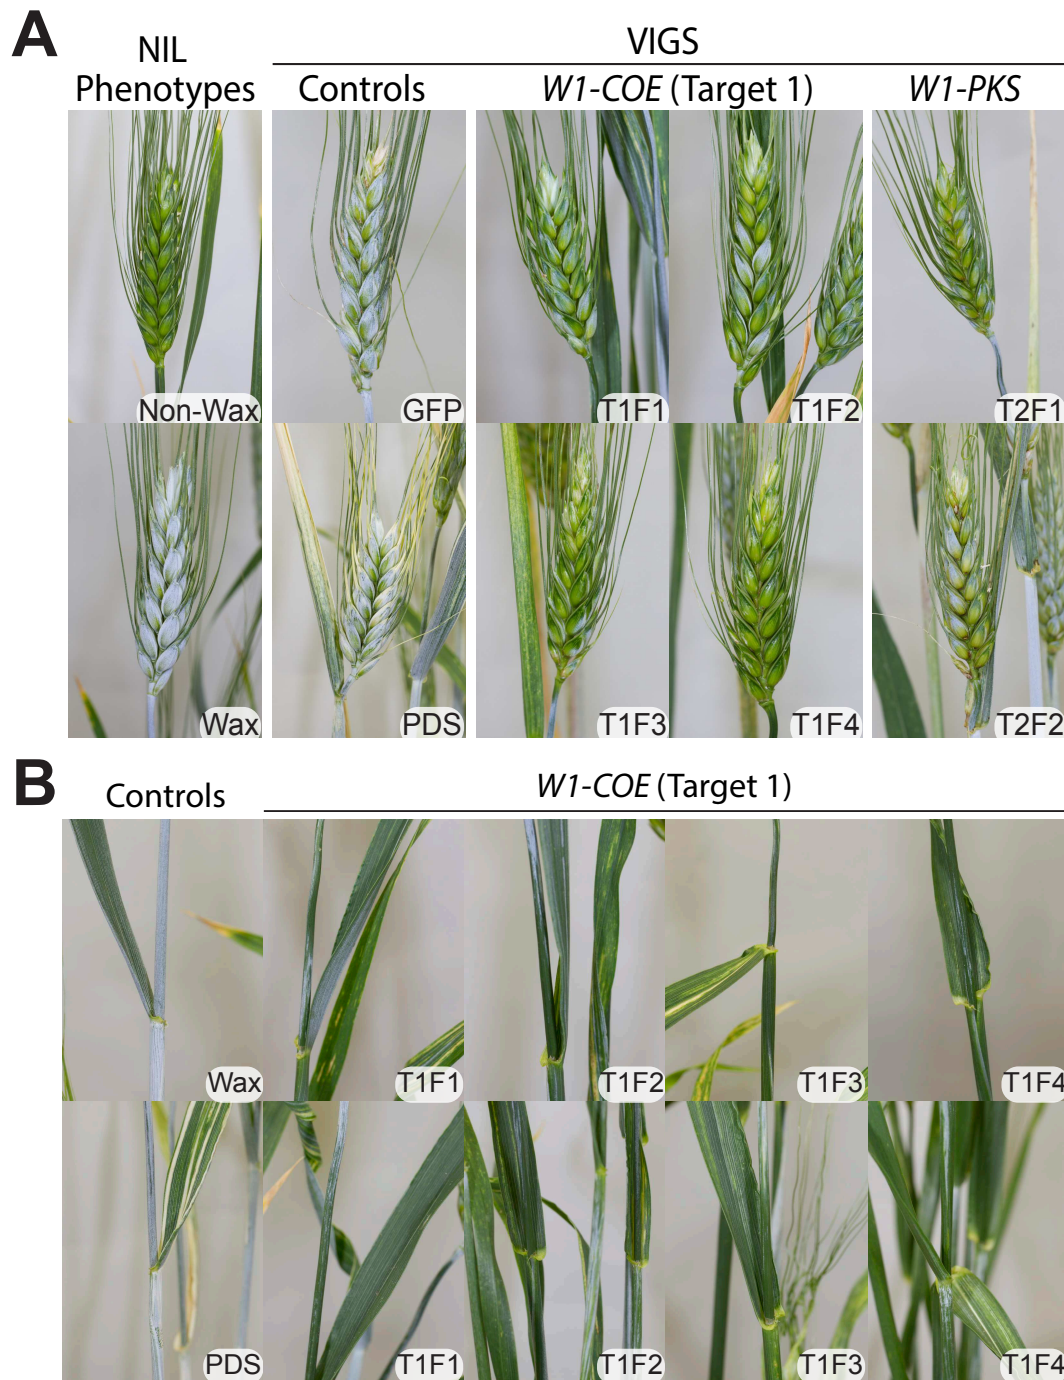 A
NIL
Phenotypes
VIGS
Controls
W1-COE (Target 1)
W1-PKS
Non-Wax
GFP
T1F1
T1F2
T2F1
Wax
PDS
T1F3
T1F4
T2F2
B
Controls
W1-COE (Target 1)
Wax
T1F1
T1F2
T1F3
T1F4
PDS
T1F1
T1F2
T1F3
T1F4